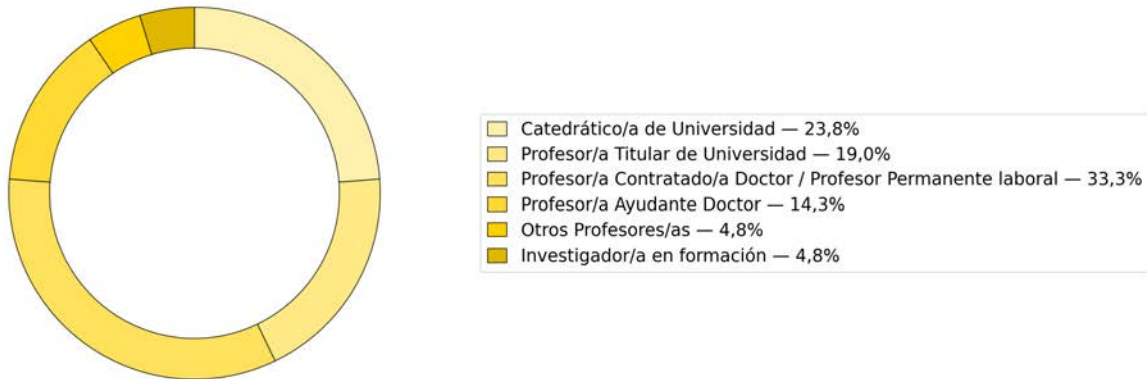 Catedrático/a de Universidad — 23,8%
Profesor/a Titular de Universidad — 19,0%
Profesor/a Contratado/a Doctor / Profesor Permanente laboral — 33,3%
Profesor/a Ayudante Doctor — 14,3%
Otros Profesores/as — 4,8%
Investigador/a en formación — 4,8%